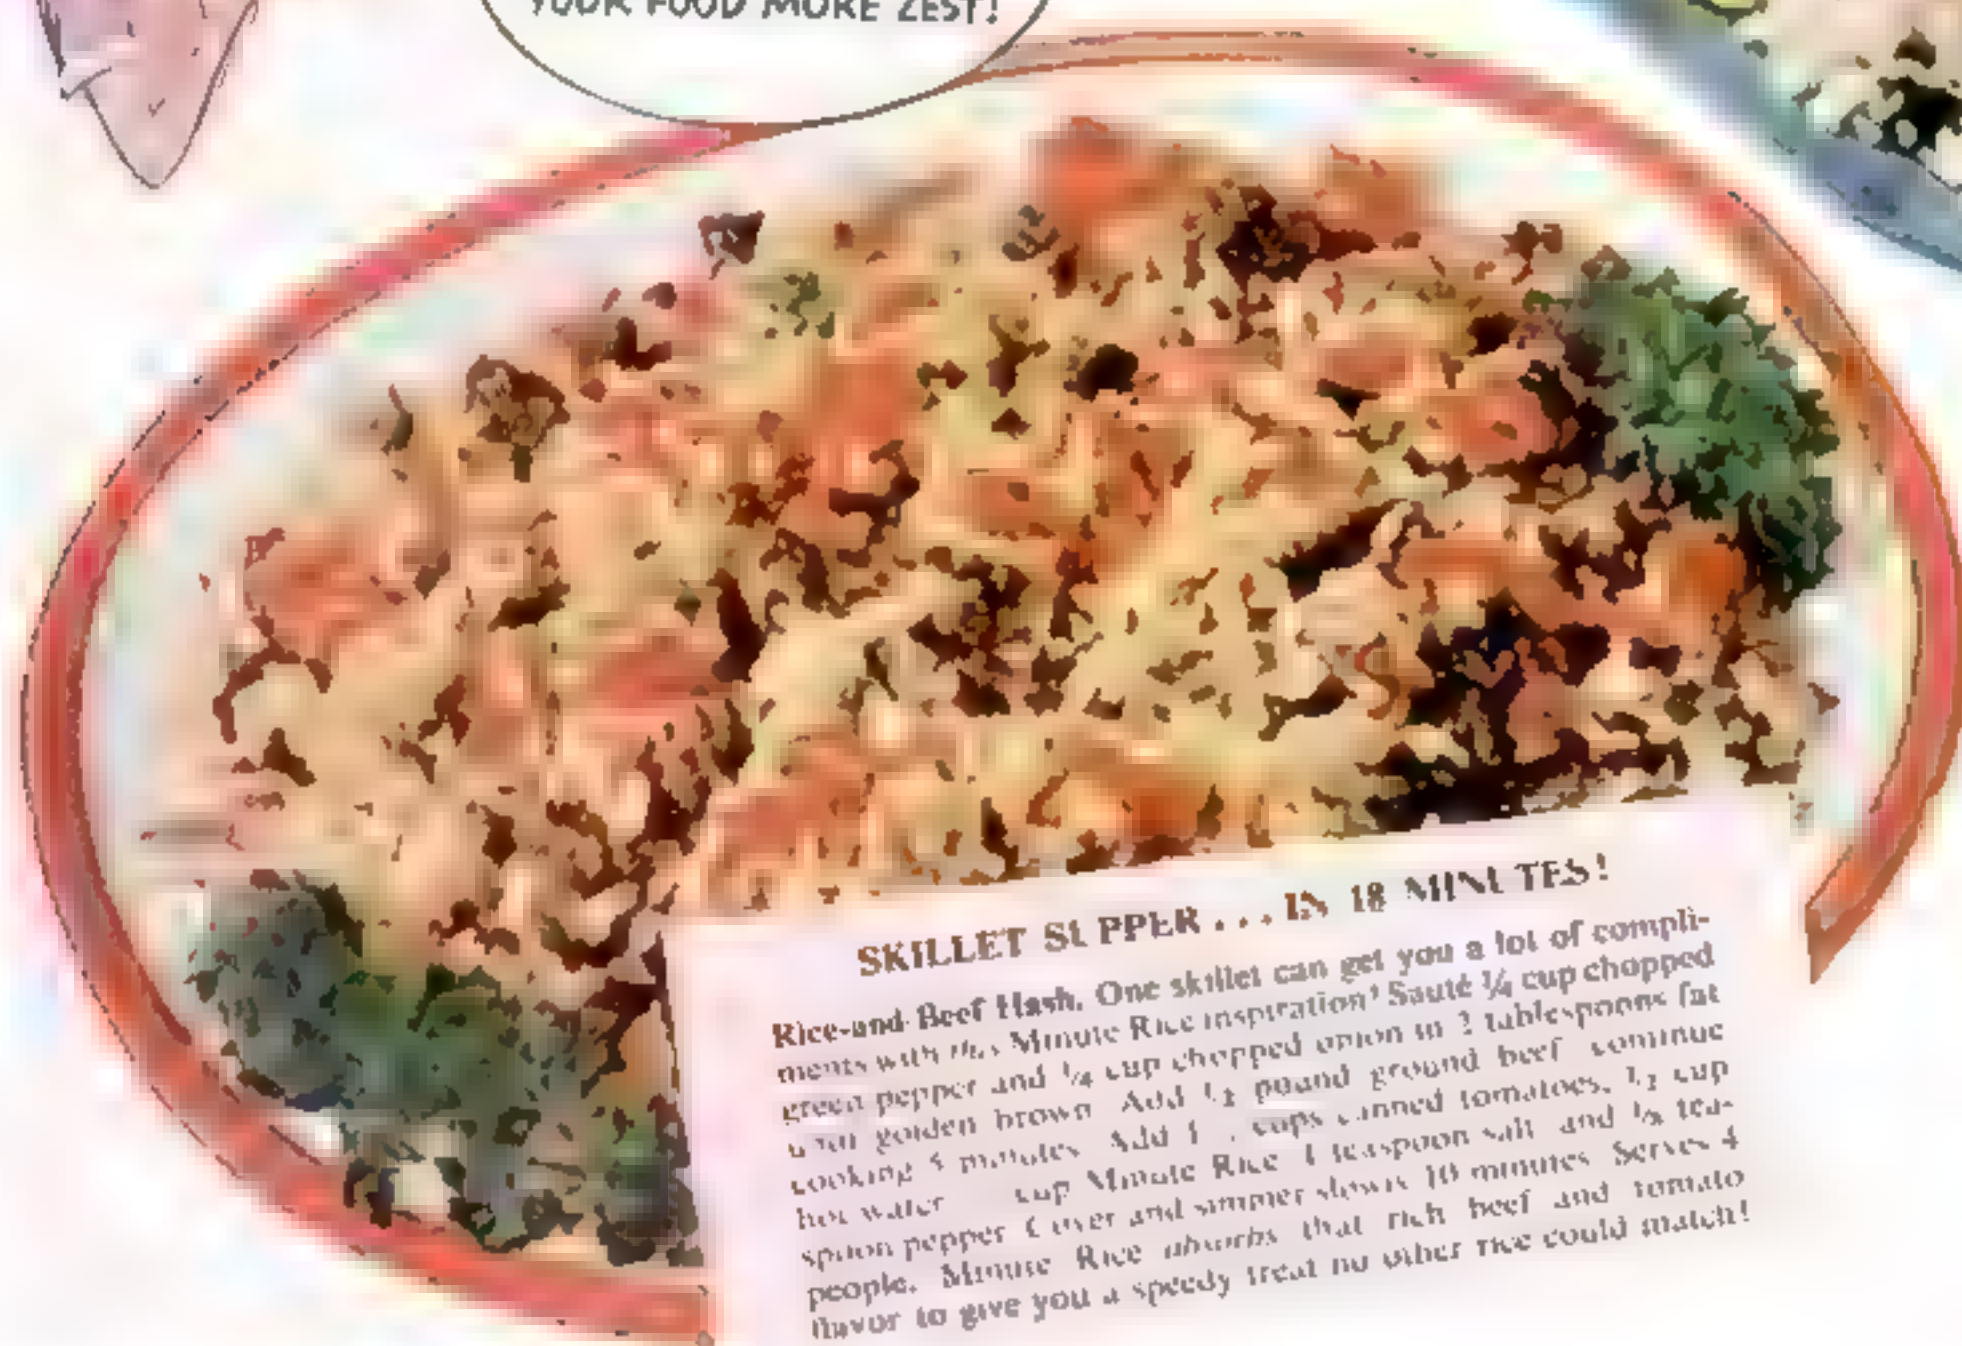 YOUR FOOD MORE ZEST!
SKILLET SUPPER . . . IN 18 MINUTES!
Rice-and-Beef Hash. One skillet can get you a lot of compli-
ments with this Minute Rice inspiration! Sauté ¼ cup chopped
green pepper and ¼ cup chopped onion in 2 tablespoons fat
until golden brown. Add ½ pound ground beef continue
cooking 5 minutes. Add 1 cups canned tomatoes, ½ cup
hot water cup Minute Rice 1 teaspoon salt and ⅛ tea-
spoon pepper. Cover and simmer slowly 10 minutes. Serves 4
people. Minute Rice absorbs that rich beef and tomato
flavor to give you a speedy treat no other rice could match!